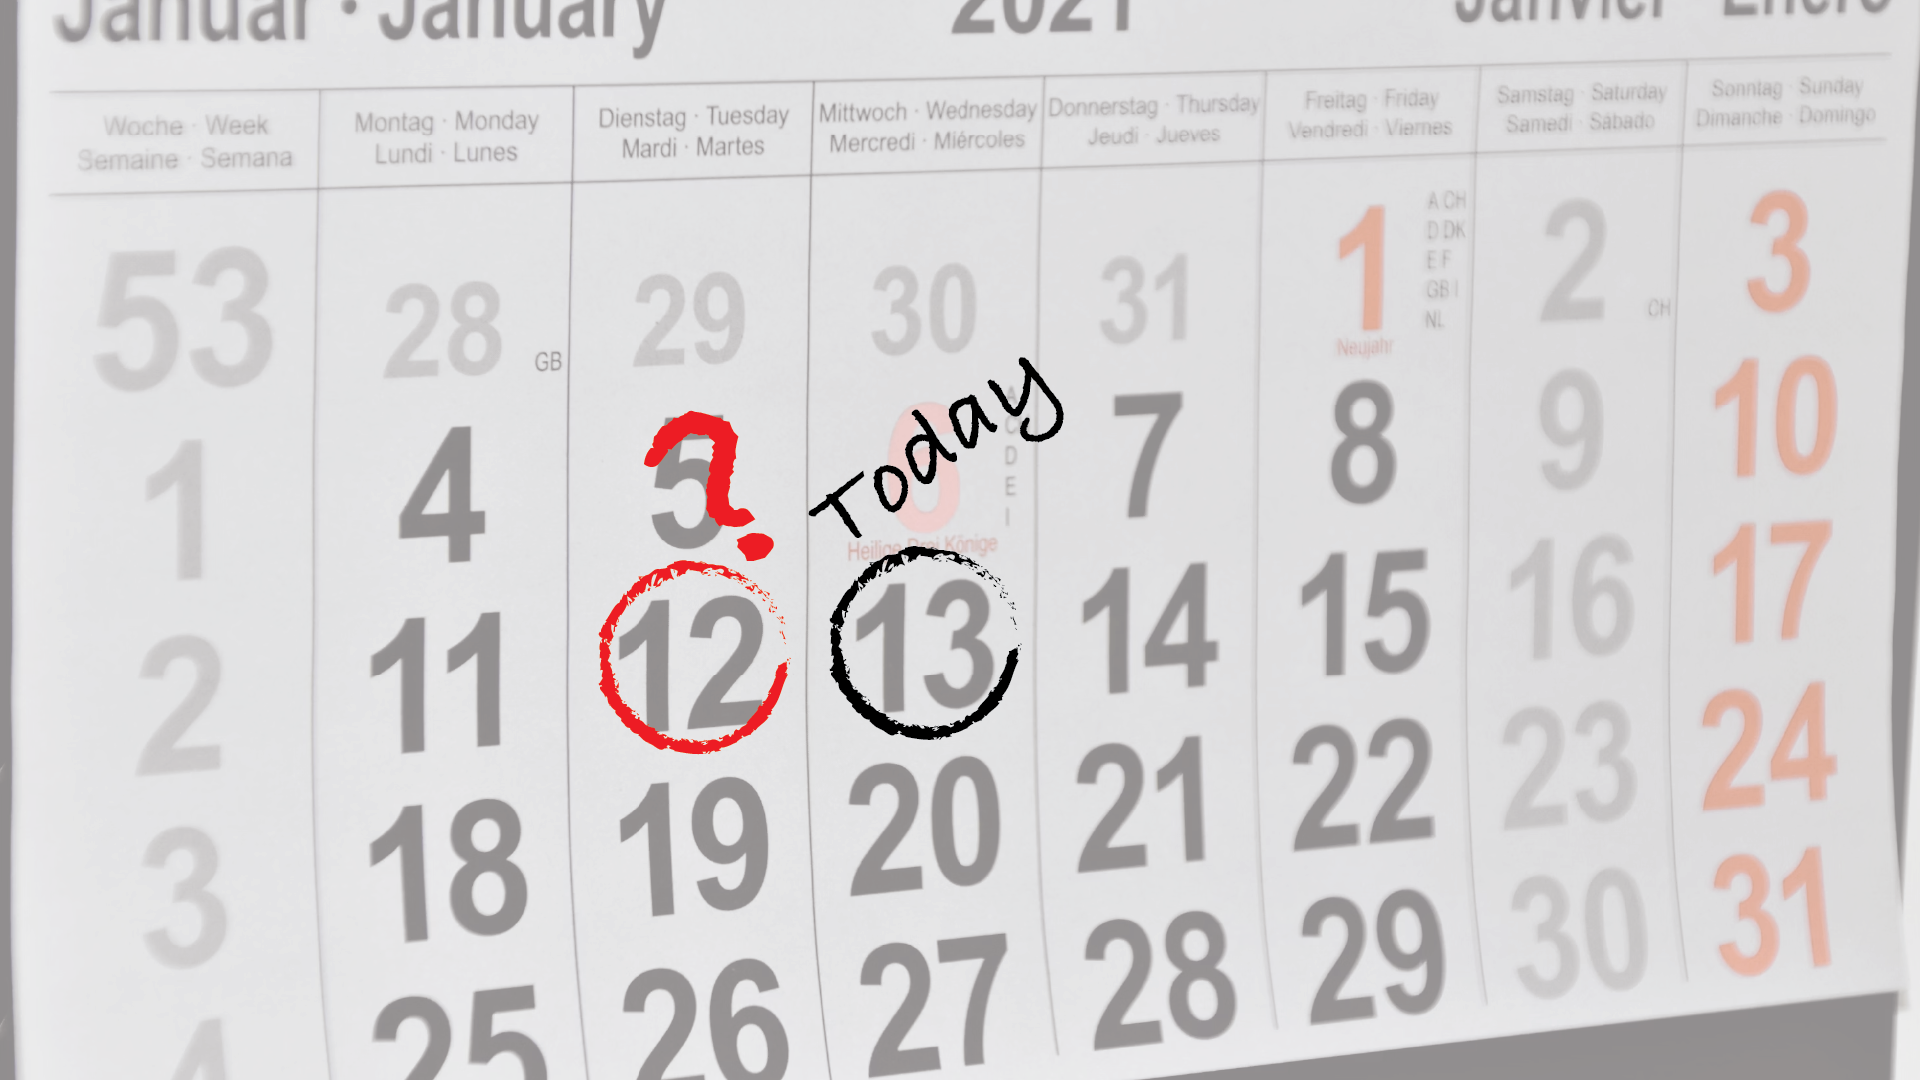 Januar · January 2021 Janvier · Enero
Woche · Week Montag · Monday Dienstag · Tuesday Mittwoch · Wednesday Donnerstag · Thursday Freitag · Friday Samstag · Saturday Sonntag · Sunday
Semaine · Semana Lundi · Lunes Mardi · Martes Mercredi · Miércoles Jeudi · Jueves Vendredi · Viernes Samedi · Sábado Dimanche · Domingo
53 28 GB 29 30 31 1 A CH D DK E F GB I NL 2 CH 3
Neujahr
Today
1 4 5 ? 6 D E I 7 8 9 10
Heilige Drei Könige
2 11 12 13 14 15 16 17
3 18 19 20 21 22 23 24
4 25 26 27 28 29 30 31